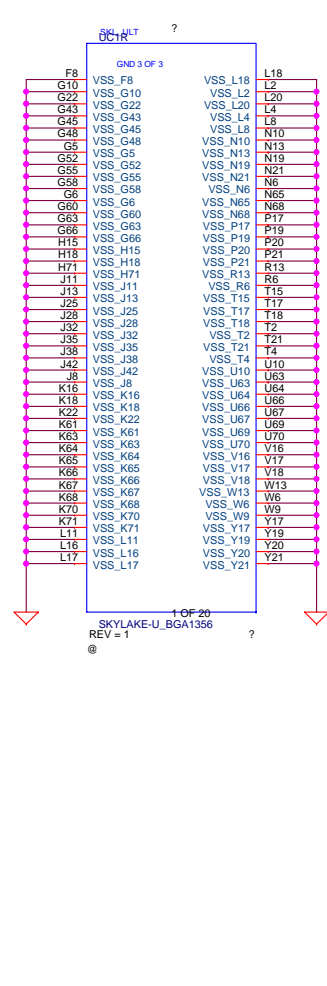 SKL_ULT
?
UC1R
GND 3 OF 3
F8 VSS_F8 VSS_L18 L18
G10 VSS_G10 VSS_L2 L2
G22 VSS_G22 VSS_L20 L20
G43 VSS_G43 VSS_L4 L4
G45 VSS_G45 VSS_L8 L8
G48 VSS_G48 VSS_N10 N10
G5 VSS_G5 VSS_N13 N13
G52 VSS_G52 VSS_N19 N19
G55 VSS_G55 VSS_N21 N21
G58 VSS_G58 VSS_N6 N6
G6 VSS_G6 VSS_N65 N65
G60 VSS_G60 VSS_N68 N68
G63 VSS_G63 VSS_P17 P17
G66 VSS_G66 VSS_P19 P19
H15 VSS_H15 VSS_P20 P20
H18 VSS_H18 VSS_P21 P21
H71 VSS_H71 VSS_R13 R13
J11 VSS_J11 VSS_R6 R6
J13 VSS_J13 VSS_T15 T15
J25 VSS_J25 VSS_T17 T17
J28 VSS_J28 VSS_T18 T18
J32 VSS_J32 VSS_T2 T2
J35 VSS_J35 VSS_T21 T21
J38 VSS_J38 VSS_T4 T4
J42 VSS_J42 VSS_U10 U10
J8 VSS_J8 VSS_U63 U63
K16 VSS_K16 VSS_U64 U64
K18 VSS_K18 VSS_U66 U66
K22 VSS_K22 VSS_U67 U67
K61 VSS_K61 VSS_U69 U69
K63 VSS_K63 VSS_U70 U70
K64 VSS_K64 VSS_V16 V16
K65 VSS_K65 VSS_V17 V17
K66 VSS_K66 VSS_V18 V18
K67 VSS_K67 VSS_W13 W13
K68 VSS_K68 VSS_W6 W6
K70 VSS_K70 VSS_W9 W9
K71 VSS_K71 VSS_Y17 Y17
L11 VSS_L11 VSS_Y19 Y19
L16 VSS_L16 VSS_Y20 Y20
L17 VSS_L17 VSS_Y21 Y21
1 OF 20
SKYLAKE-U_BGA1356
REV = 1 ?
@